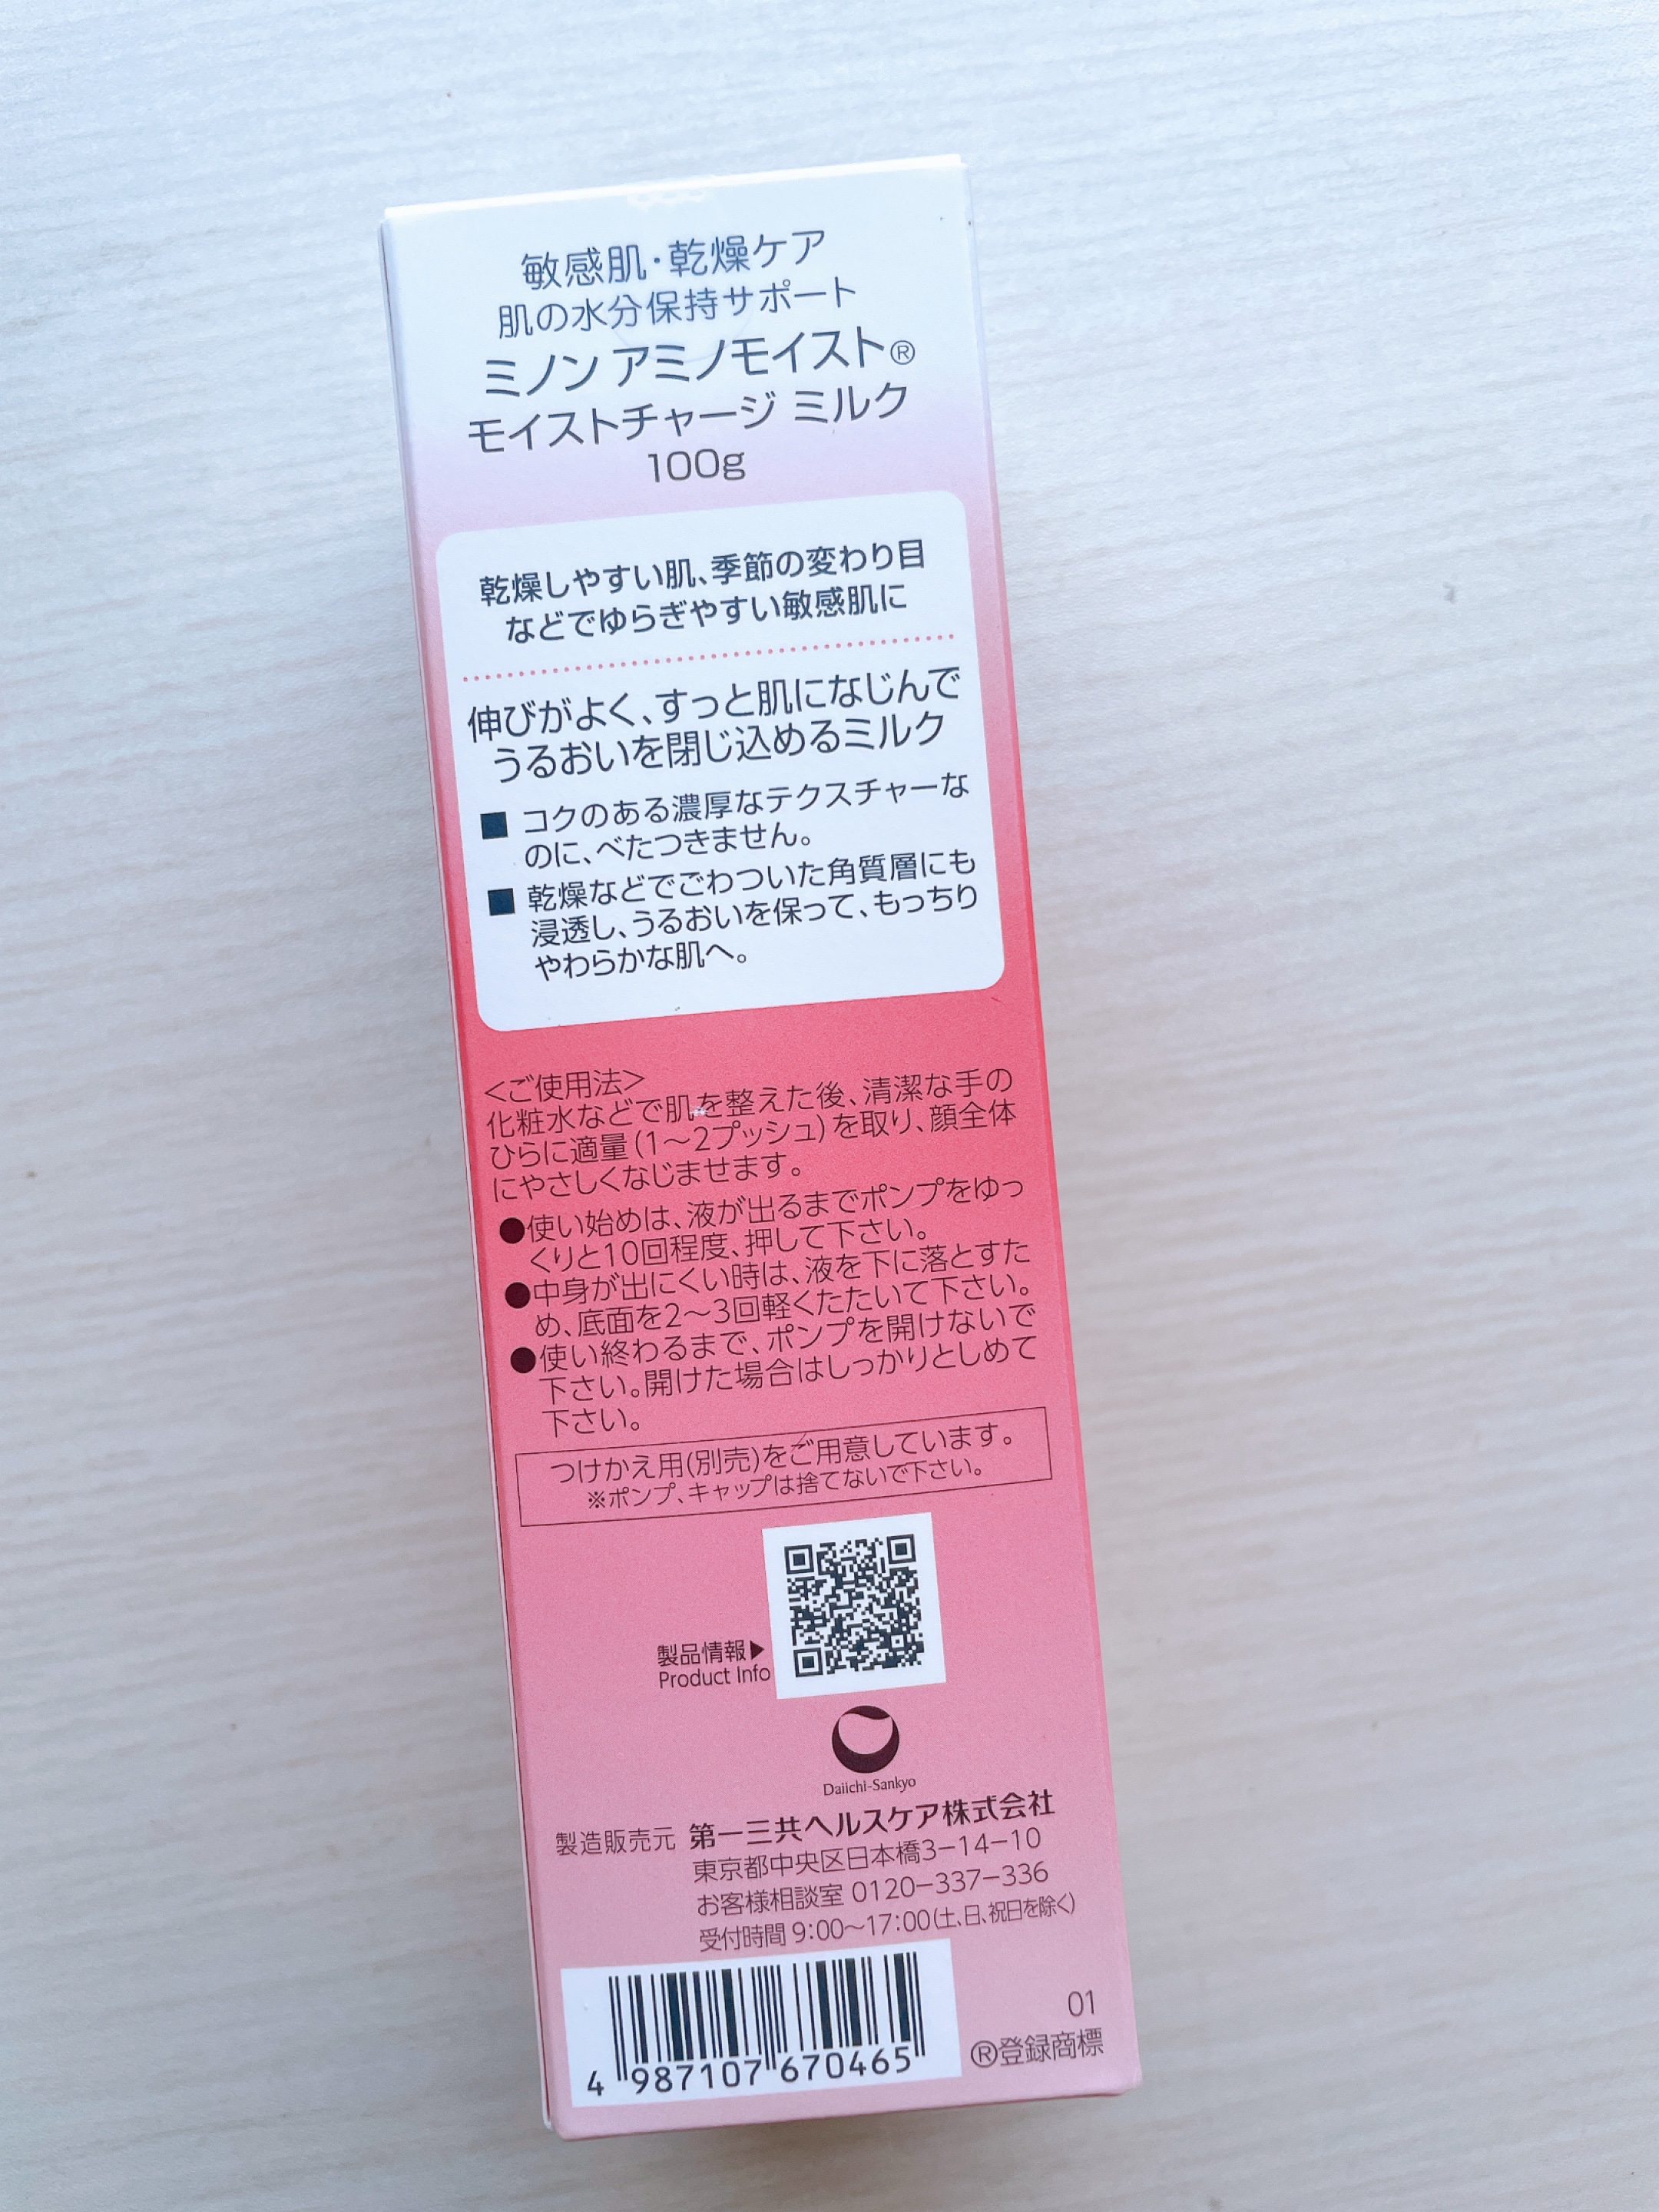 敏感肌・乾燥ケア
肌の水分保持サポート
ミノン アミノモイスト®
モイストチャージ ミルク
100g
乾燥しやすい肌、季節の変わり目
などでゆらぎやすい敏感肌に
伸びがよく、すっと肌になじんで
うるおいを閉じ込めるミルク
■ コクのある濃厚なテクスチャーな
のに、べたつきません。
■ 乾燥などでごわついた角質層にも
浸透し、うるおいを保って、もっちり
やわらかな肌へ。
＜ご使用法＞
化粧水などで肌を整えた後、清潔な手の
ひらに適量(1〜2プッシュ)を取り、顔全体
にやさしくなじませます。
●使い始めは、液が出るまでポンプをゆっ
くりと10回程度、押して下さい。
●中身が出にくい時は、液を下に落とすた
め、底面を2〜3回軽くたたいて下さい。
●使い終わるまで、ポンプを開けないで
下さい。開けた場合はしっかりとしめて
下さい。
つけかえ用(別売)をご用意しています。
※ポンプ、キャップは捨てないで下さい。
製品情報▶
Product Info
Daiichi-Sankyo
製造販売元 第一三共ヘルスケア株式会社
東京都中央区日本橋3−14−10
お客様相談室 0120−337−336
受付時間 9:00〜17:00(土、日、祝日を除く)
4 987107 670465
01
®登録商標